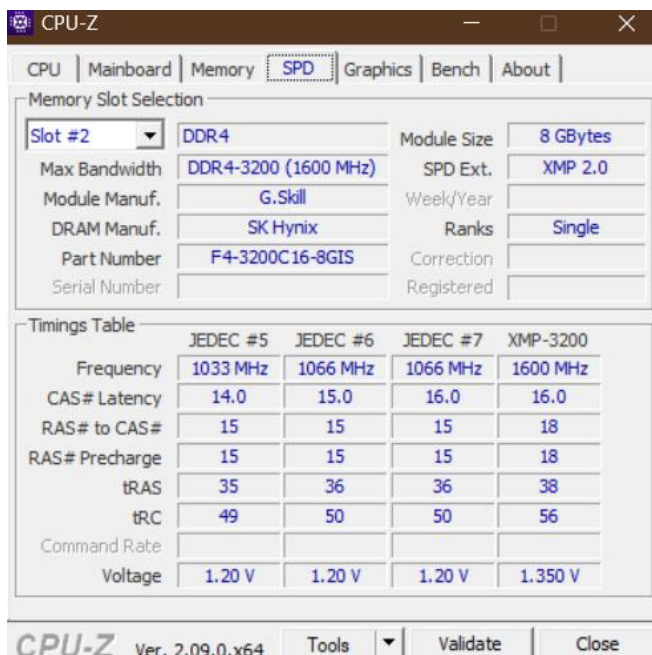 CPU-Z
CPU Mainboard Memory SPD Graphics Bench About
Memory Slot Selection
Slot #2 DDR4 Module Size 8 GBytes
Max Bandwidth DDR4-3200 (1600 MHz) SPD Ext. XMP 2.0
Module Manuf. G.Skill Week/Year
DRAM Manuf. SK Hynix Ranks Single
Part Number F4-3200C16-8GIS Correction
Serial Number Registered
Timings Table
JEDEC #5 JEDEC #6 JEDEC #7 XMP-3200
Frequency 1033 MHz 1066 MHz 1066 MHz 1600 MHz
CAS# Latency 14.0 15.0 16.0 16.0
RAS# to CAS# 15 15 15 18
RAS# Precharge 15 15 15 18
tRAS 35 36 36 38
tRC 49 50 50 56
Command Rate
Voltage 1.20 V 1.20 V 1.20 V 1.350 V
CPU-Z Ver. 2.09.0.x64 Tools Validate Close